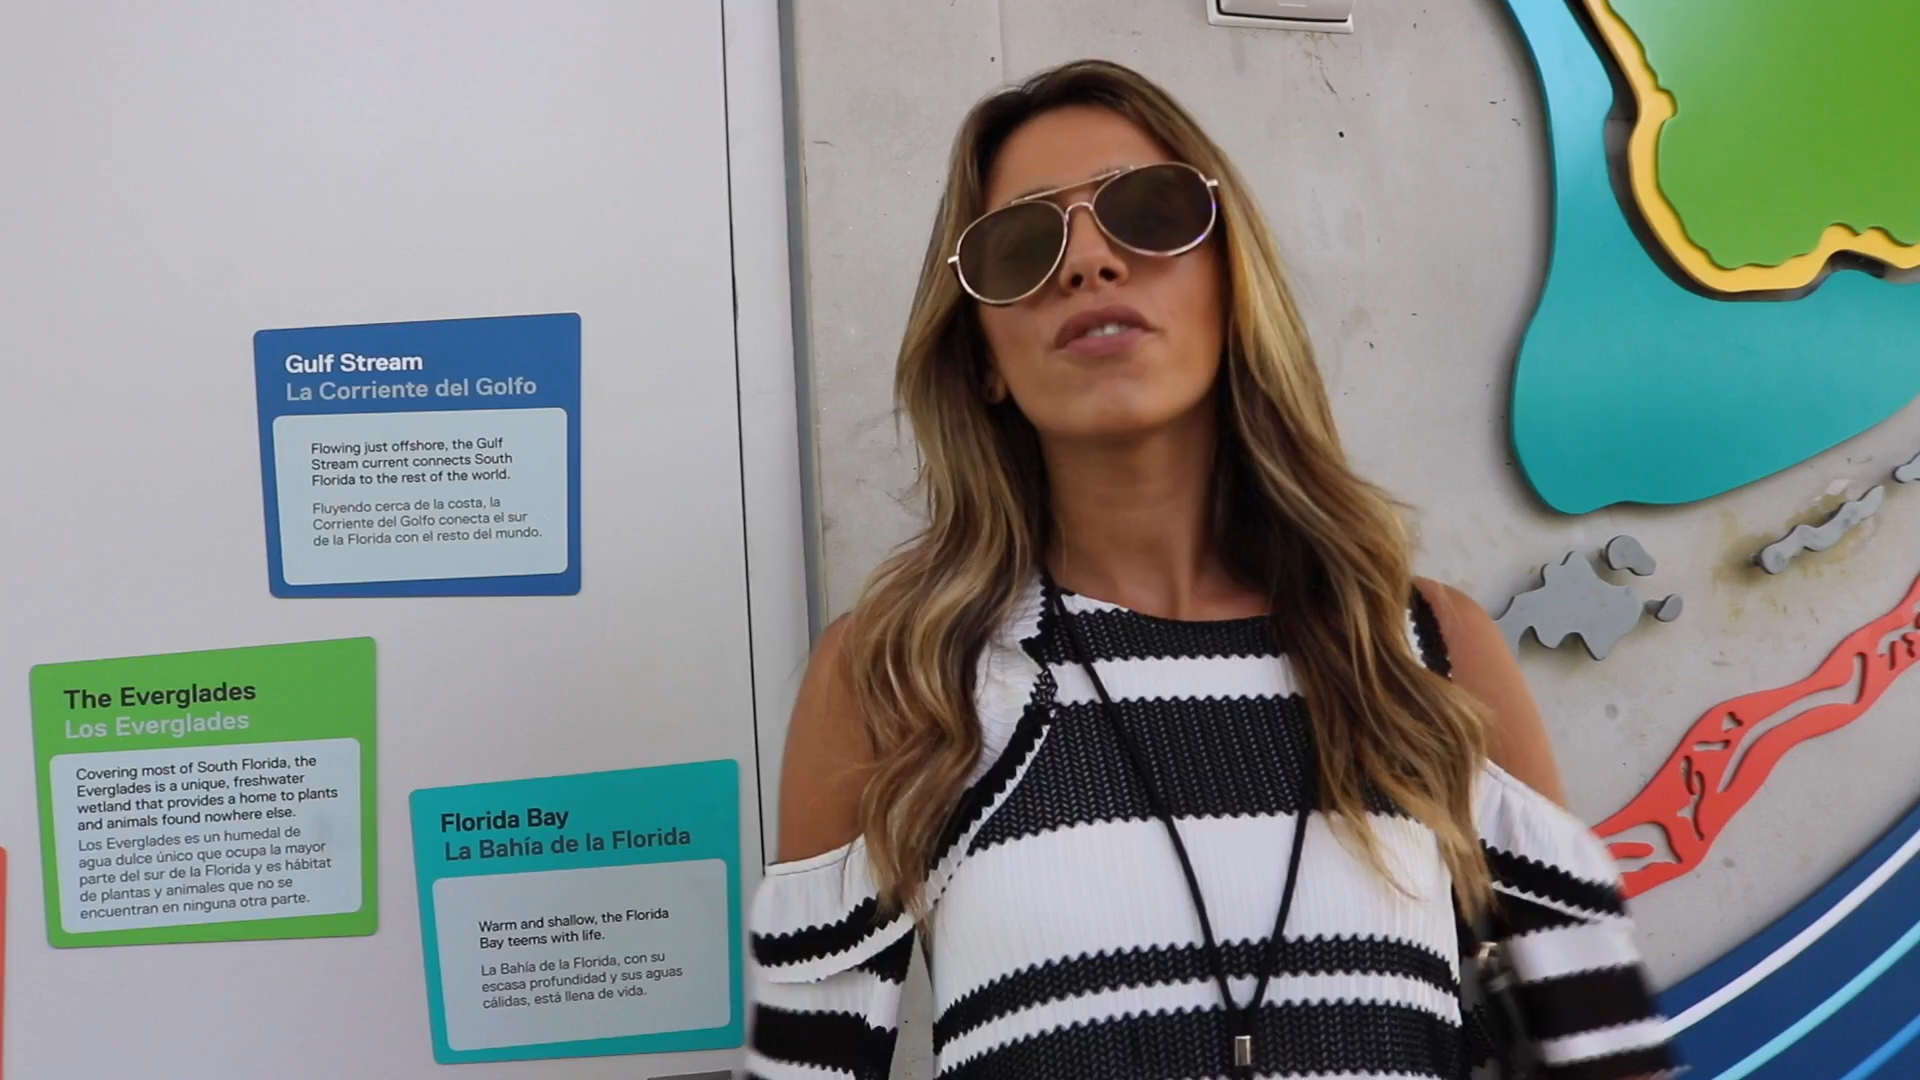 Gulf Stream
La Corriente del Golfo
Flowing just offshore, the Gulf
Stream current connects South
Florida to the rest of the world.
Fluyendo cerca de la costa, la
Corriente del Golfo conecta el sur
de la Florida con el resto del mundo.
The Everglades
Los Everglades
Covering most of South Florida, the
Everglades is a unique, freshwater
wetland that provides a home to plants
and animals found nowhere else.
Los Everglades es un humedal de
agua dulce único que ocupa la mayor
parte del sur de la Florida y es hábitat
de plantas y animales que no se
encuentran en ninguna otra parte.
Florida Bay
La Bahía de la Florida
Warm and shallow, the Florida
Bay teems with life.
La Bahía de la Florida, con su
escasa profundidad y sus aguas
cálidas, está llena de vida.